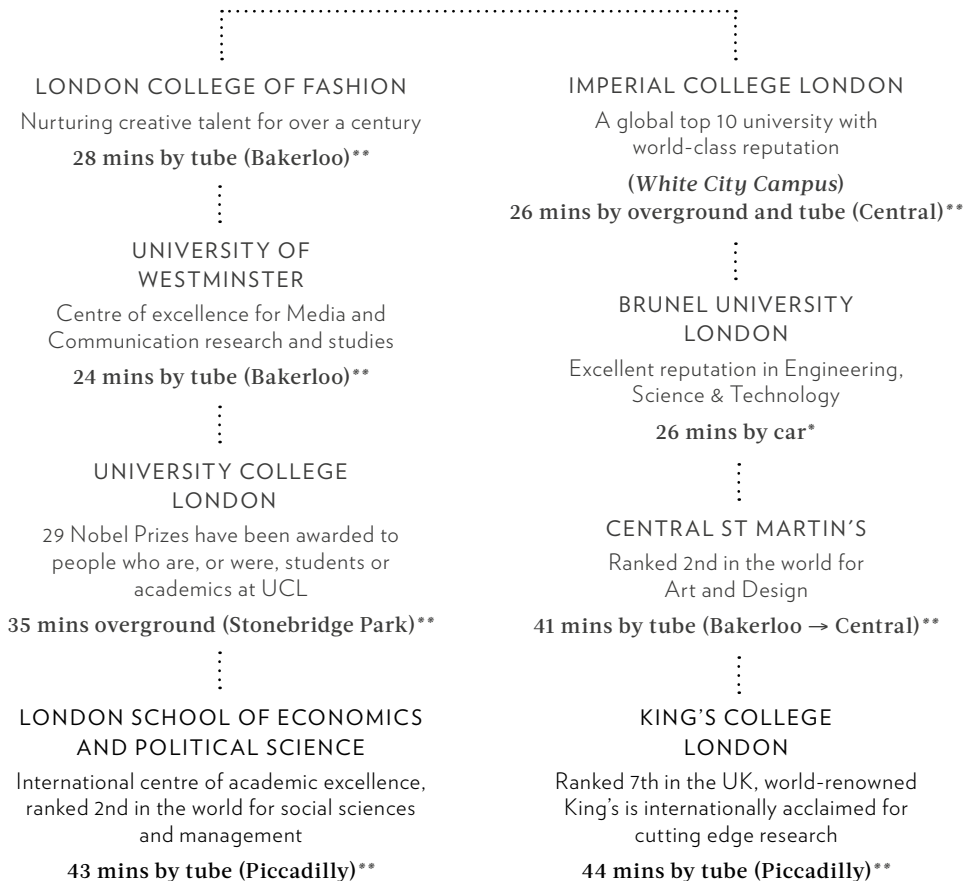 LONDON COLLEGE OF FASHION
Nurturing creative talent for over a century
28 mins by tube (Bakerloo)**
UNIVERSITY OF
WESTMINSTER
Centre of excellence for Media and
Communication research and studies
24 mins by tube (Bakerloo)**
UNIVERSITY COLLEGE
LONDON
29 Nobel Prizes have been awarded to
people who are, or were, students or
academics at UCL
35 mins overground (Stonebridge Park)**
LONDON SCHOOL OF ECONOMICS
AND POLITICAL SCIENCE
International centre of academic excellence,
ranked 2nd in the world for social sciences
and management
43 mins by tube (Piccadilly)**
IMPERIAL COLLEGE LONDON
A global top 10 university with
world-class reputation
(White City Campus)
26 mins by overground and tube (Central)**
BRUNEL UNIVERSITY
LONDON
Excellent reputation in Engineering,
Science & Technology
26 mins by car*
CENTRAL ST MARTIN'S
Ranked 2nd in the world for
Art and Design
41 mins by tube (Bakerloo → Central)**
KING'S COLLEGE
LONDON
Ranked 7th in the UK, world-renowned
King's is internationally acclaimed for
cutting edge research
44 mins by tube (Piccadilly)**